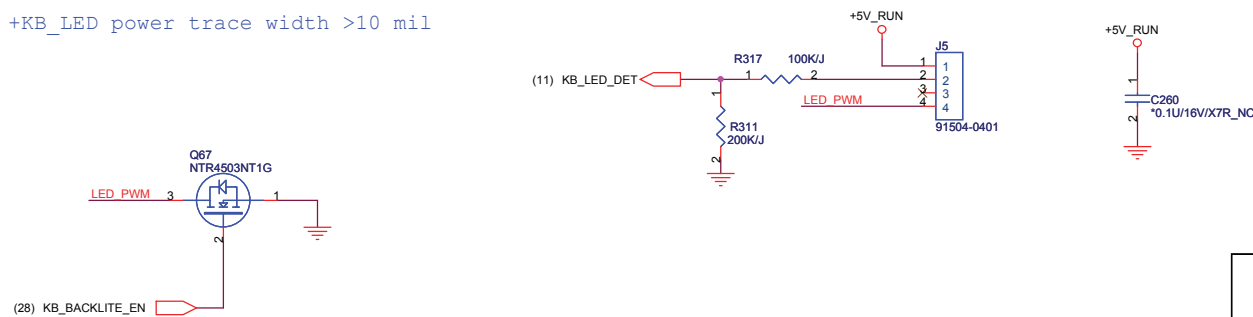 +KB_LED power trace width >10 mil
+5V_RUN
+5V_RUN
J5
R317 100K/J
1 2
1 1
2 2
3 3
4 4
(11) KB_LED_DET
LED_PWM
91504-0401
1
R311
200K/J
2
1
C260
*0.1U/16V/X7R_NC
2
Q67
NTR4503NT1G
LED_PWM 3 1
2
(28) KB_BACKLITE_EN